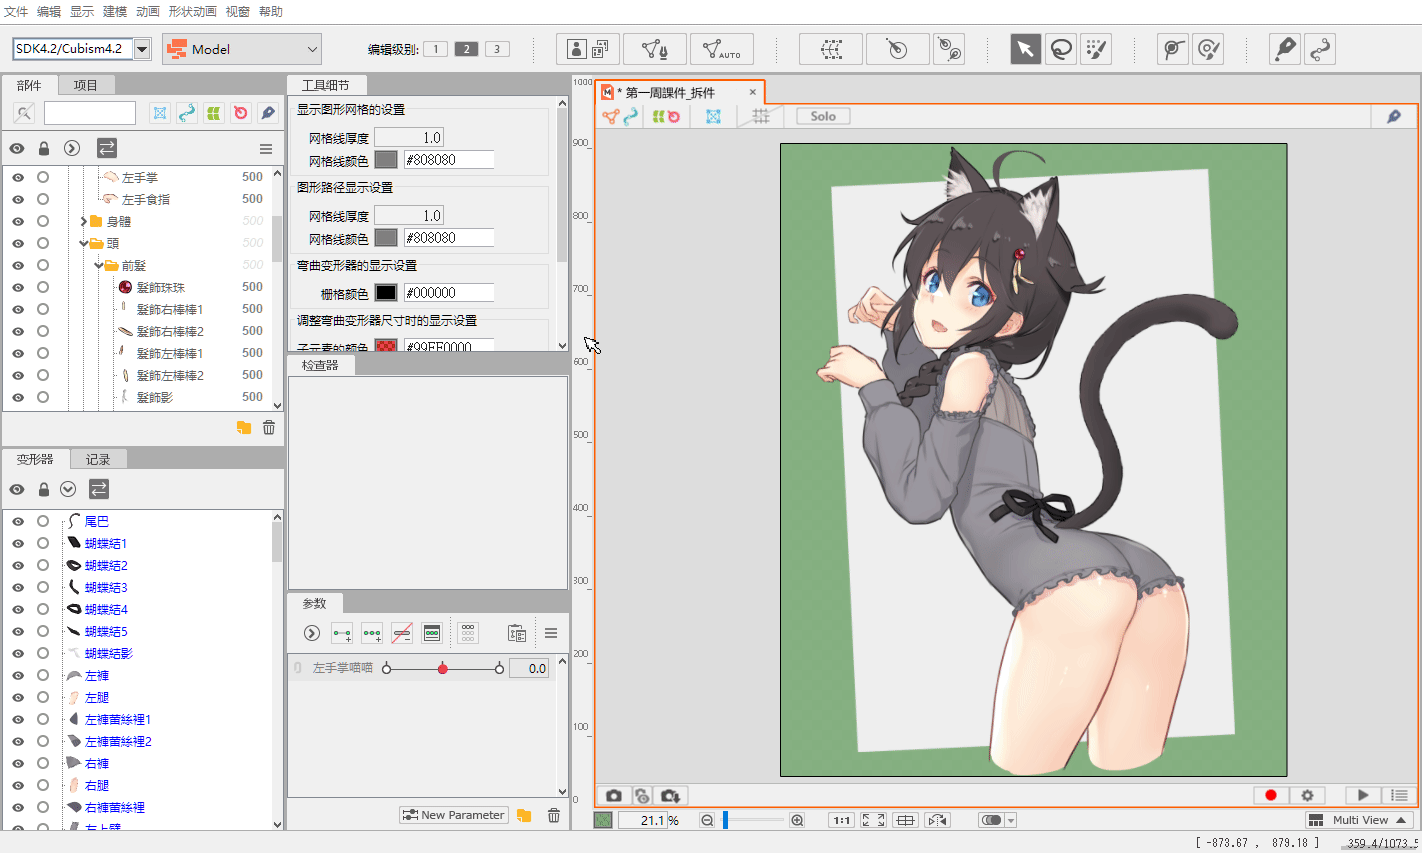 文件 编辑 显示 建模 动画 形状动画 视窗 帮助
SDK4.2/Cubism4.2
Model
编辑级别: 1 2 3
AUTO
部件 项目
左手掌 500
左手食指 500
身體 500
頭 500
前髮 500
髮飾珠珠 500
髮飾右棒棒1 500
髮飾右棒棒2 500
髮飾左棒棒1 500
髮飾左棒棒2 500
髮飾影 500
变形器 记录
尾巴
蝴蝶結1
蝴蝶結2
蝴蝶結3
蝴蝶結4
蝴蝶結5
蝴蝶結影
左褲
左腿
左褲蕾絲裡1
左褲蕾絲裡2
右褲
右腿
右褲蕾絲裡
右上臂
工具细节
显示图形网格的设置
网格线厚度 1.0
网格线颜色 #808080
图形路径显示设置
网格线厚度 1.0
网格线颜色 #808080
弯曲变形器的显示设置
栅格颜色 #000000
调整弯曲变形器尺寸时的显示设置
子元素的颜色 #99FF0000
检查器
参数
左手掌喵喵 0.0
New Parameter
1000
900
800
700
600
500
400
300
200
100
0
M * 第一周課件_拆件 ×
Solo
21.1 %
1:1
Multi View
[ -873.67 , 879.18 ] 359.4/1073.5